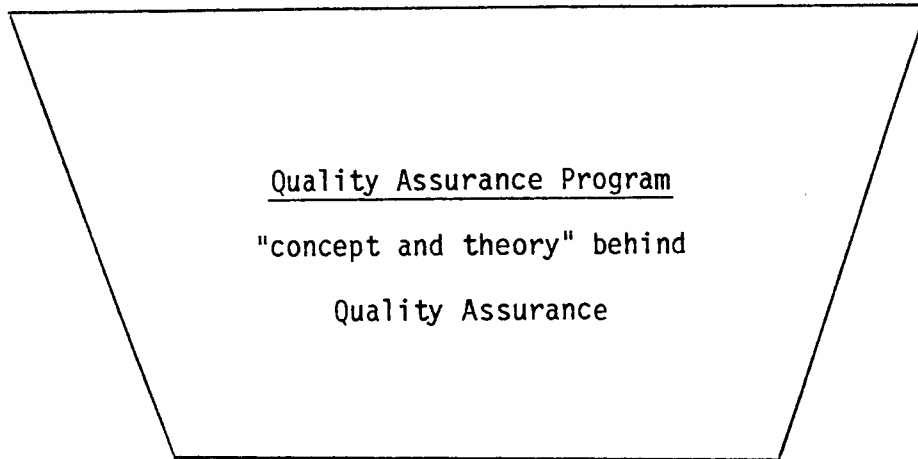 Quality Assurance Program
"concept and theory" behind
Quality Assurance